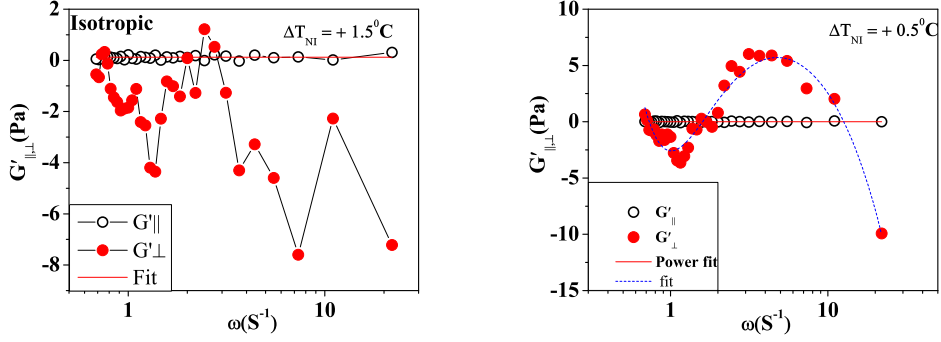 2
0
-2
-4
-6
-8
Isotropic
ΔT_NI = + 1.5⁰C
G'∥
G'⊥
Fit
1
10
G'∥,⊥(Pa)
ω(S⁻¹)
10
5
0
-5
-10
-15
ΔT_NI = + 0.5⁰C
G'∥
G'⊥
Power fit
fit
1
10
G'∥,⊥(Pa)
ω(S⁻¹)